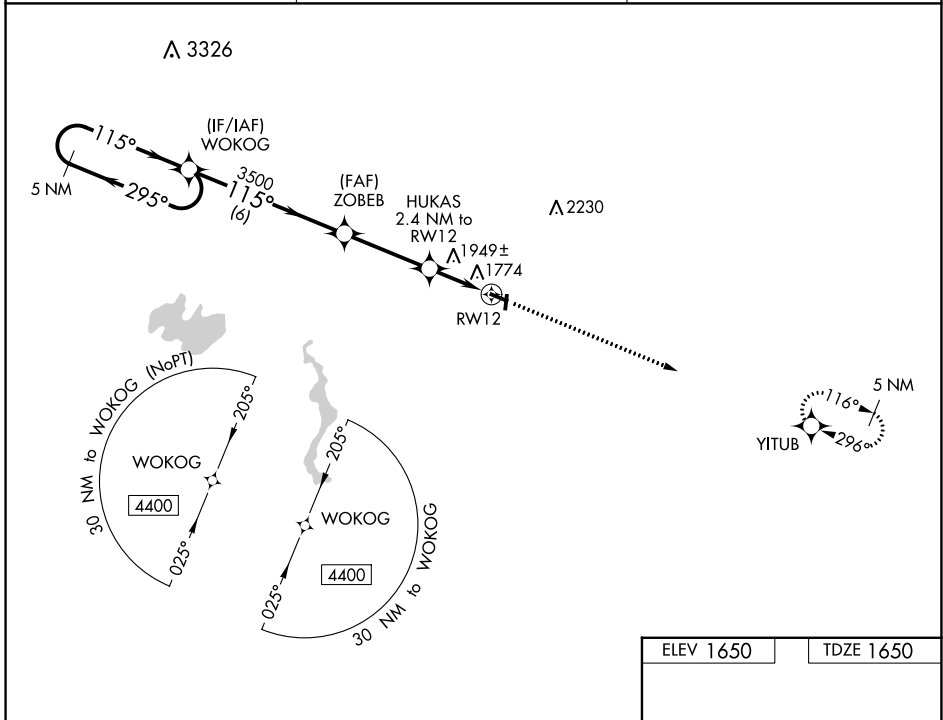 3326
(IF/IAF)
WOKOG
115°
5 NM
295°
3500
115°
(6)
(FAF)
ZOBEB
HUKAS
2.4 NM to
RW12
2230
1949±
1774
RW12
5 NM
116°
296°
YITUB
30 NM to WOKOG (NoPT)
205°
WOKOG
4400
025°
205°
WOKOG
4400
025°
30 NM to WOKOG
ELEV 1650
TDZE 1650